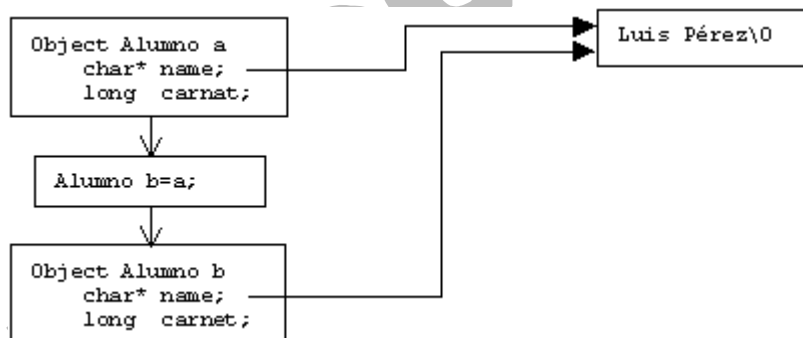 Object Alumno a
char* name;
long carnat;
Luis Pérez\0
Alumno b=a;
Object Alumno b
char* name;
long carnet;